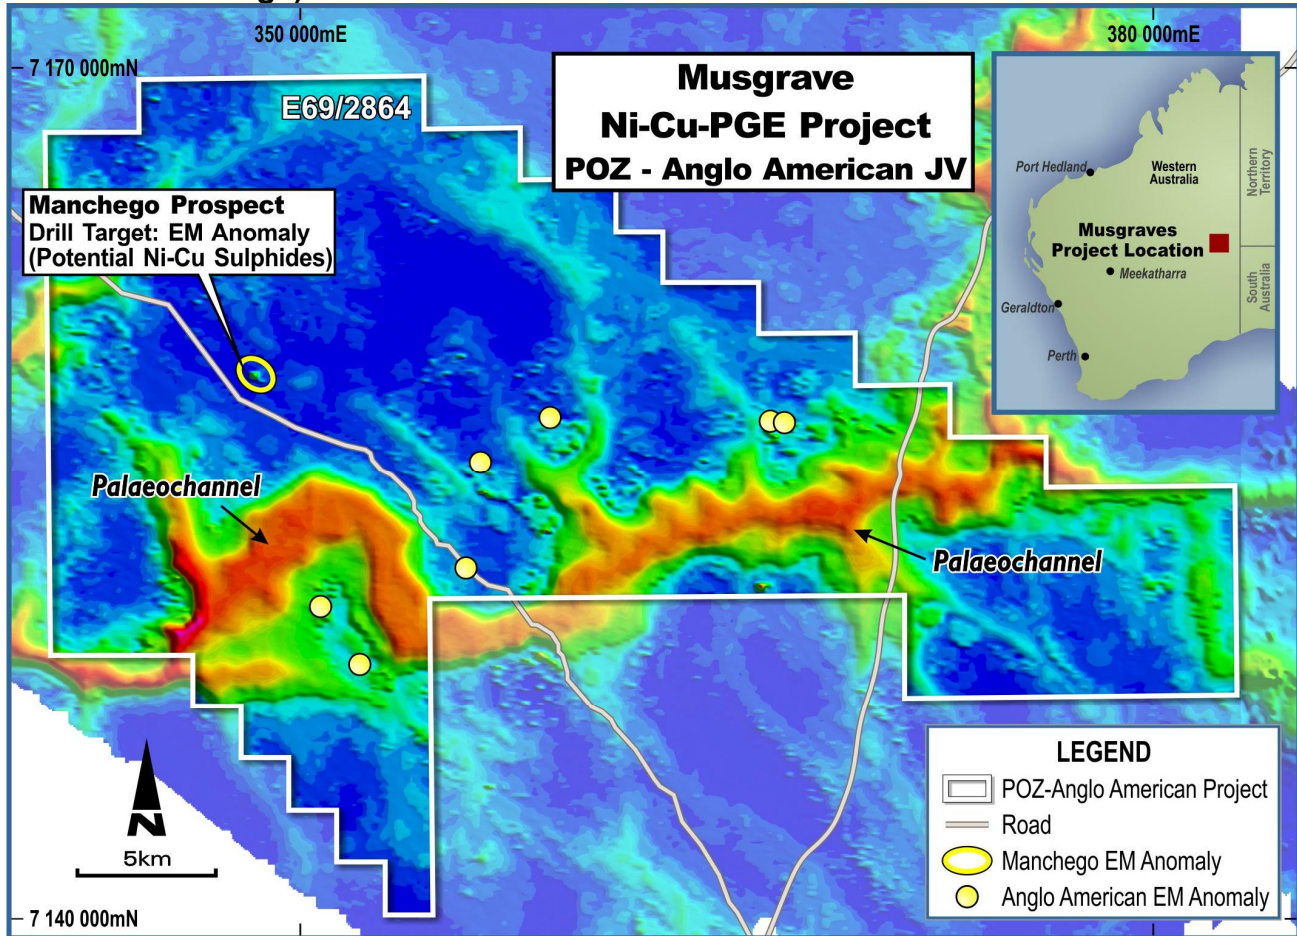 350 000mE
380 000mE
7 170 000mN
E69/2864
Musgrave
Ni-Cu-PGE Project
POZ - Anglo American JV
Manchego Prospect
Drill Target: EM Anomaly
(Potential Ni-Cu Sulphides)
Port Hedland
Western
Australia
Northern
Territory
Musgraves
Project Location
Meekatharra
South
Australia
Geraldton
Perth
Palaeochannel
Palaeochannel
N
5km
7 140 000mN
LEGEND
POZ-Anglo American Project
Road
Manchego EM Anomaly
Anglo American EM Anomaly